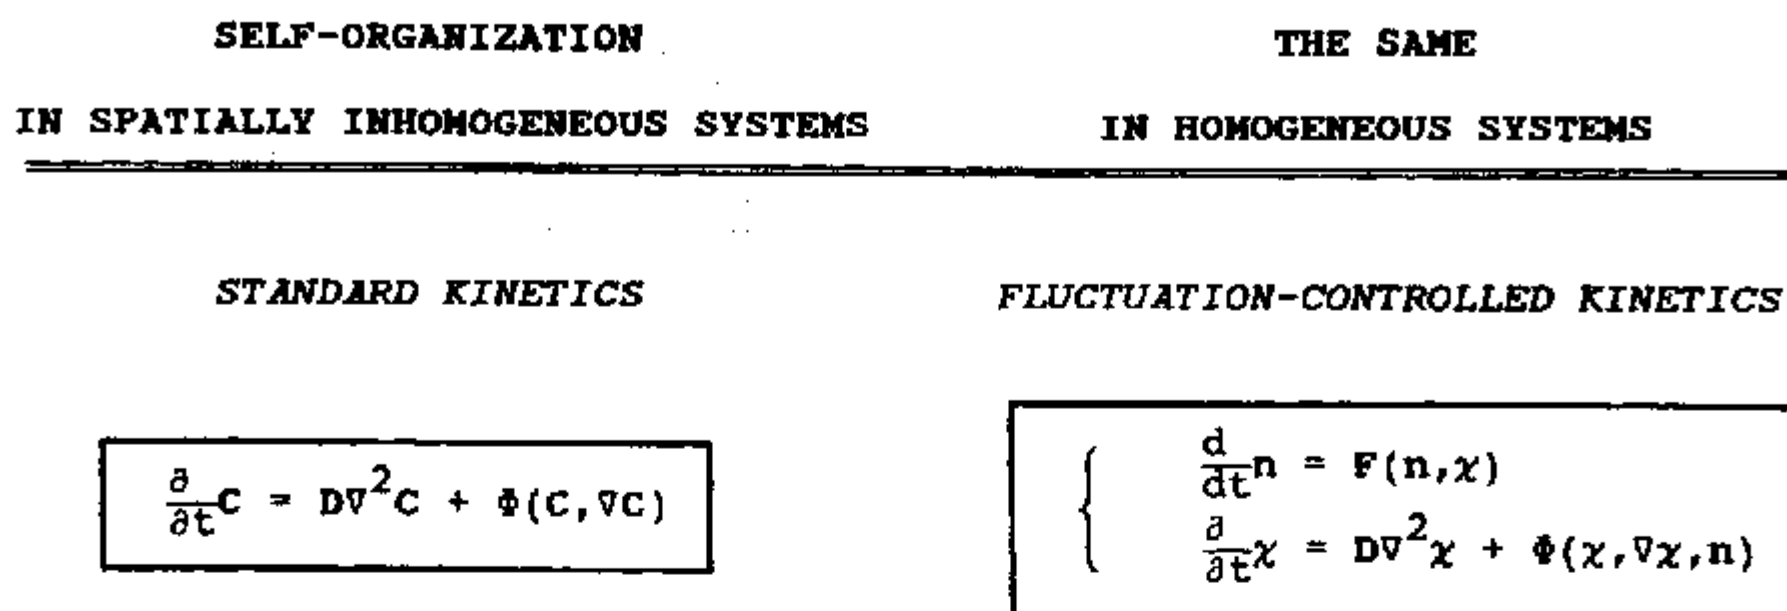 SELF-ORGANIZATION
IN SPATIALLY INHOMOGENEOUS SYSTEMS
STANDARD KINETICS
∂/∂t C = D∇²C + Φ(C,∇C)
THE SAME
IN HOMOGENEOUS SYSTEMS
FLUCTUATION-CONTROLLED KINETICS
d/dt n = F(n,χ)
∂/∂t χ = D∇²χ + Φ(χ,∇χ,n)